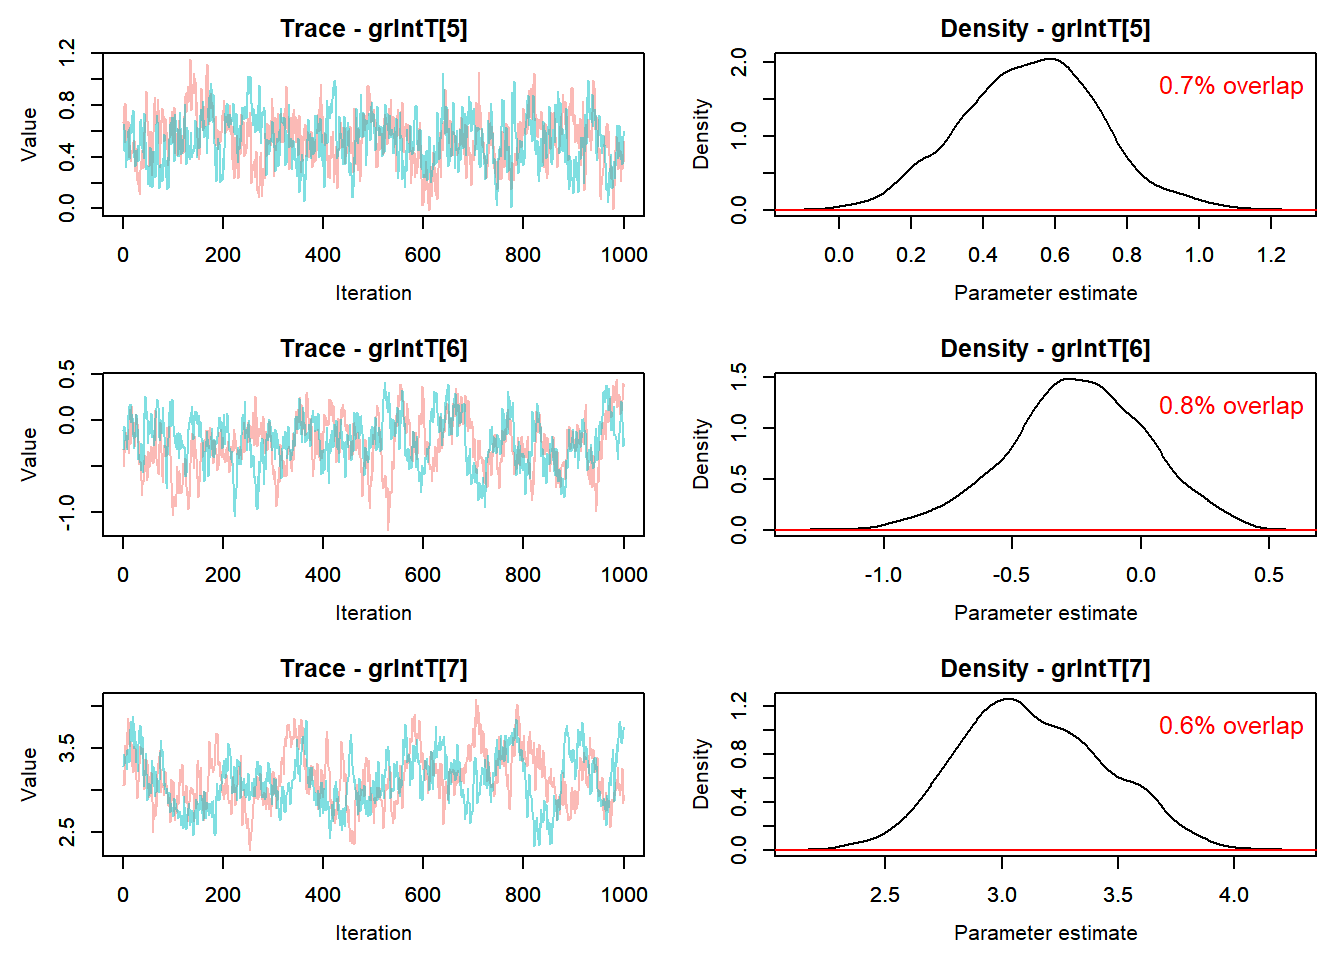 Trace - grIntT[5]
Value
0.0 0.4 0.8 1.2
0 200 400 600 800 1000
Iteration
Density - grIntT[5]
0.7% overlap
Density
0.0 1.0 2.0
0.0 0.2 0.4 0.6 0.8 1.0 1.2
Parameter estimate
Trace - grIntT[6]
Value
-1.0 0.0 0.5
0 200 400 600 800 1000
Iteration
Density - grIntT[6]
0.8% overlap
Density
0.0 0.5 1.0 1.5
-1.0 -0.5 0.0 0.5
Parameter estimate
Trace - grIntT[7]
Value
2.5 3.5
0 200 400 600 800 1000
Iteration
Density - grIntT[7]
0.6% overlap
Density
0.0 0.4 0.8 1.2
2.5 3.0 3.5 4.0
Parameter estimate